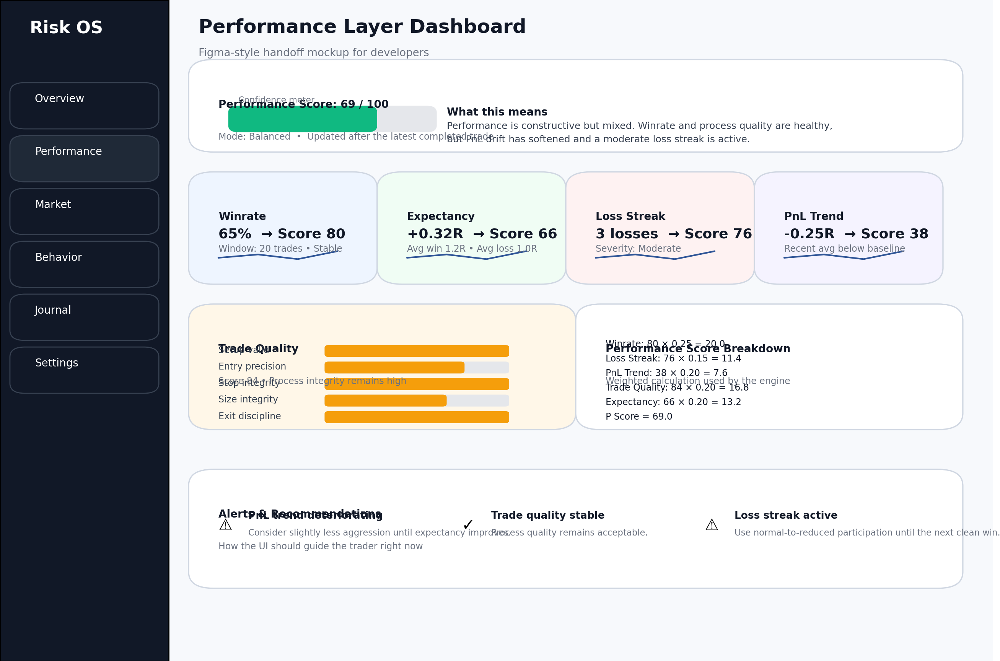 Risk OS
Overview
Performance
Market
Behavior
Journal
Settings
Performance Layer Dashboard
Figma-style handoff mockup for developers
Confidence meter
Performance Score: 69 / 100
Mode: Balanced • Updated after the latest completed trade
What this means
Performance is constructive but mixed. Winrate and process quality are healthy,
but PnL drift has softened and a moderate loss streak is active.
Winrate
65% → Score 80
Window: 20 trades • Stable
Expectancy
+0.32R → Score 66
Avg win 1.2R • Avg loss 1.0R
Loss Streak
3 losses → Score 76
Severity: Moderate
PnL Trend
-0.25R → Score 38
Recent avg below baseline
Trade Quality
Setup valid
Entry precision
Score 84 • Process integrity remains high
Stop integrity
Size integrity
Exit discipline
Winrate: 80 × 0.25 = 20.0
Performance Score Breakdown
Loss Streak: 76 × 0.15 = 11.4
PnL Trend: 38 × 0.20 = 7.6
Weighted calculation used by the engine
Trade Quality: 84 × 0.20 = 16.8
Expectancy: 66 × 0.20 = 13.2
P Score = 69.0
Alerts & Recommendations
⚠ PnL trend deteriorating
Consider slightly less aggression until expectancy improves.
How the UI should guide the trader right now
✓ Trade quality stable
Process quality remains acceptable.
⚠ Loss streak active
Use normal-to-reduced participation until the next clean win.